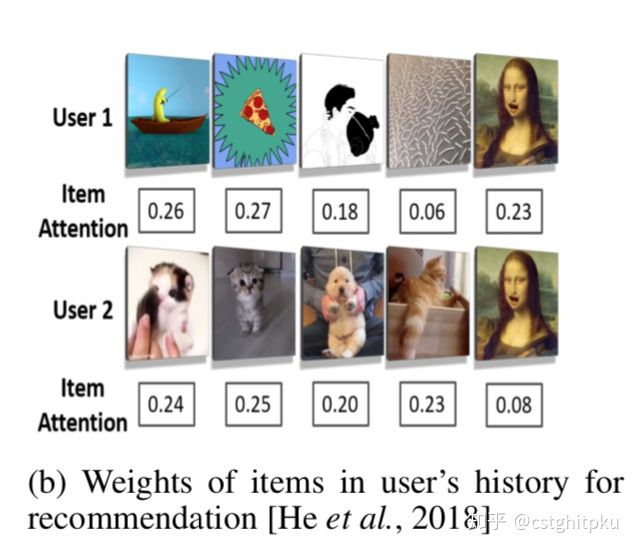 User 1
Item
Attention
0.26 0.27 0.18 0.06 0.23
User 2
Item
Attention
0.24 0.25 0.20 0.23 0.08
(b) Weights of items in user's history for
recommendation [He et al., 2018]
知乎 @cstghitpku